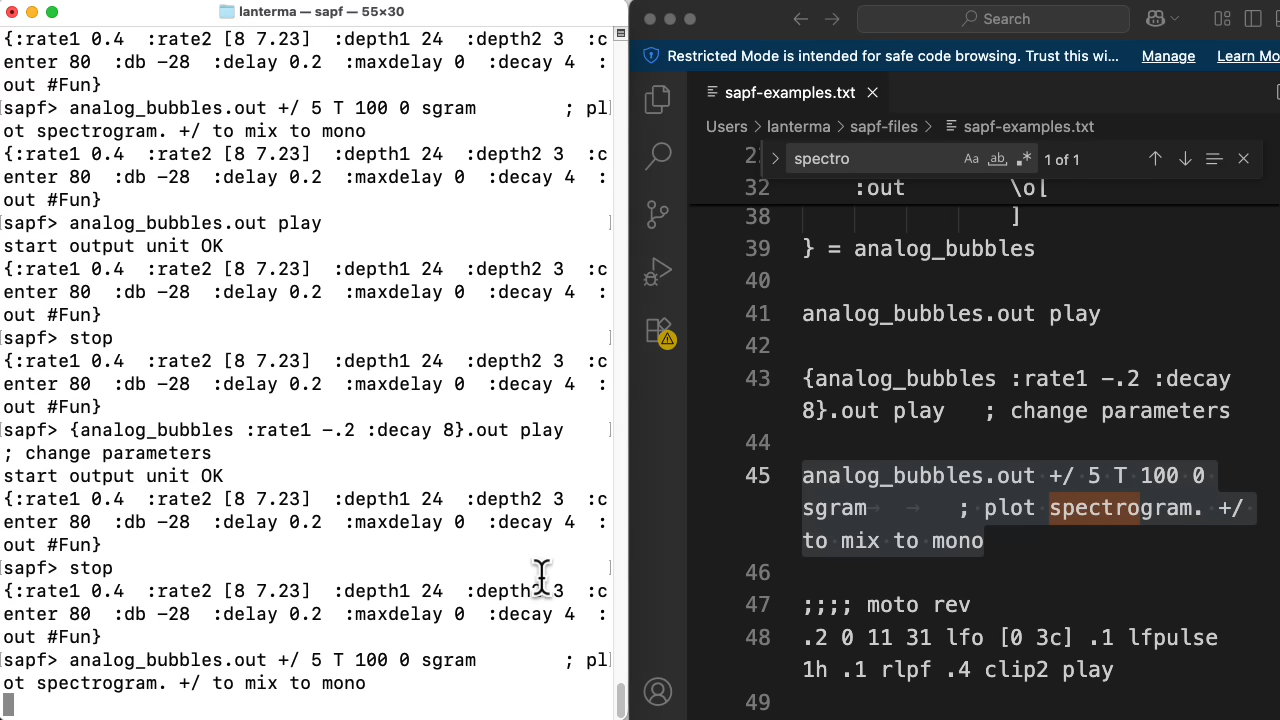 lanterma — sapf — 55×30
{:rate1 0.4  :rate2 [8 7.23]  :depth1 24  :depth2 3  :c
enter 80  :db -28  :delay 0.2  :maxdelay 0  :decay 4  :
out #Fun}
sapf> analog_bubbles.out +/ 5 T 100 0 sgram        ; pl
ot spectrogram. +/ to mix to mono
{:rate1 0.4  :rate2 [8 7.23]  :depth1 24  :depth2 3  :c
enter 80  :db -28  :delay 0.2  :maxdelay 0  :decay 4  :
out #Fun}
sapf> analog_bubbles.out play
start output unit OK
{:rate1 0.4  :rate2 [8 7.23]  :depth1 24  :depth2 3  :c
enter 80  :db -28  :delay 0.2  :maxdelay 0  :decay 4  :
out #Fun}
sapf> stop
{:rate1 0.4  :rate2 [8 7.23]  :depth1 24  :depth2 3  :c
enter 80  :db -28  :delay 0.2  :maxdelay 0  :decay 4  :
out #Fun}
sapf> {analog_bubbles :rate1 -.2 :decay 8}.out play
; change parameters
start output unit OK
{:rate1 0.4  :rate2 [8 7.23]  :depth1 24  :depth2 3  :c
enter 80  :db -28  :delay 0.2  :maxdelay 0  :decay 4  :
out #Fun}
sapf> stop
{:rate1 0.4  :rate2 [8 7.23]  :depth1 24  :depth2 3  :c
enter 80  :db -28  :delay 0.2  :maxdelay 0  :decay 4  :
out #Fun}
sapf> analog_bubbles.out +/ 5 T 100 0 sgram        ; pl
ot spectrogram. +/ to mix to mono
Search
Restricted Mode is intended for safe code browsing. Trust this wi... Manage Learn Mo
sapf-examples.txt
Users > lanterma > sapf-files > sapf-examples.txt
spectro Aa ab 1 of 1
32 :out \o[
38 ]
39 } = analog_bubbles
40
41 analog_bubbles.out play
42
43 {analog_bubbles :rate1 -.2 :decay
8}.out play   ; change parameters
44
45 analog_bubbles.out +/ 5 T 100 0
sgram ; plot spectrogram. +/
to mix to mono
46
47 ;;;; moto rev
48 .2 0 11 31 lfo [0 3c] .1 lfpulse
1h .1 rlpf .4 clip2 play
49